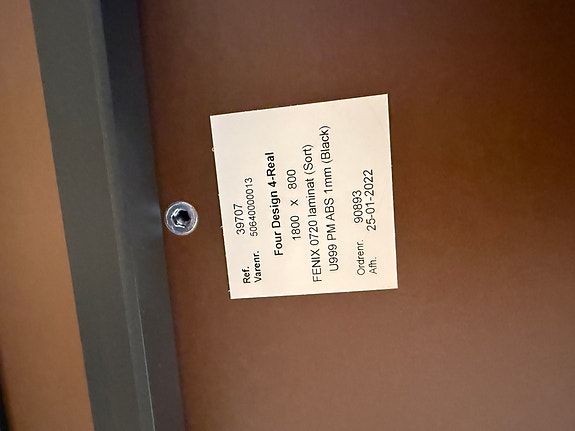 Ref. 39707
Varenr. 50640000013
Four Design 4-Real
1800 X 800
FENIX 0720 laminat (Sort)
U999 PM ABS 1mm (Black)
Ordrenr. 90893
Afh. 25-01-2022